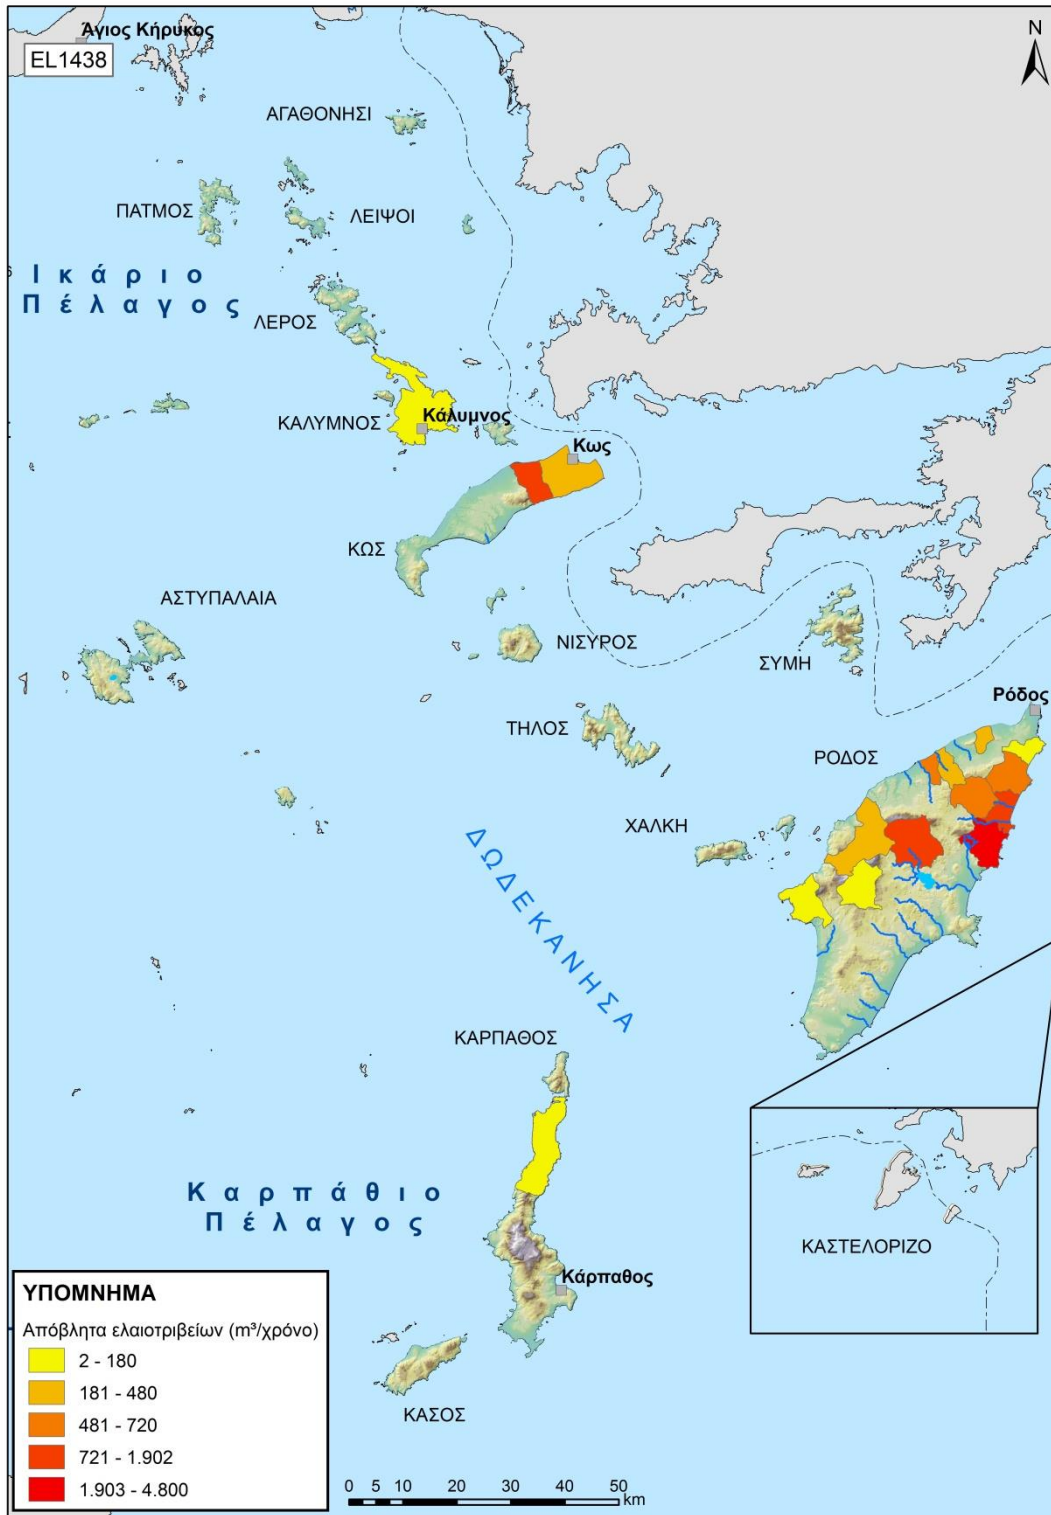 Άγιος Κήρυκος
EL1438
N
ΑΓΑΘΟΝΗΣΙ
ΠΑΤΜΟΣ
ΛΕΙΨΟΙ
Ικάριο
Πέλαγος
ΛΕΡΟΣ
ΚΑΛΥΜΝΟΣ
Κάλυμνος
Κως
ΚΩΣ
ΑΣΤΥΠΑΛΑΙΑ
ΝΙΣΥΡΟΣ
ΣΥΜΗ
Ρόδος
ΤΗΛΟΣ
ΡΟΔΟΣ
ΧΑΛΚΗ
ΔΩΔΕΚΑΝΗΣΑ
ΚΑΡΠΑΘΟΣ
Καρπάθιο
Πέλαγος
ΚΑΣΤΕΛΟΡΙΖΟ
Κάρπαθος
ΚΑΣΟΣ
ΥΠΟΜΝΗΜΑ
Απόβλητα ελαιοτριβείων (m³/χρόνο)
2 - 180
181 - 480
481 - 720
721 - 1.902
1.903 - 4.800
0 10 20 30 40 50
km